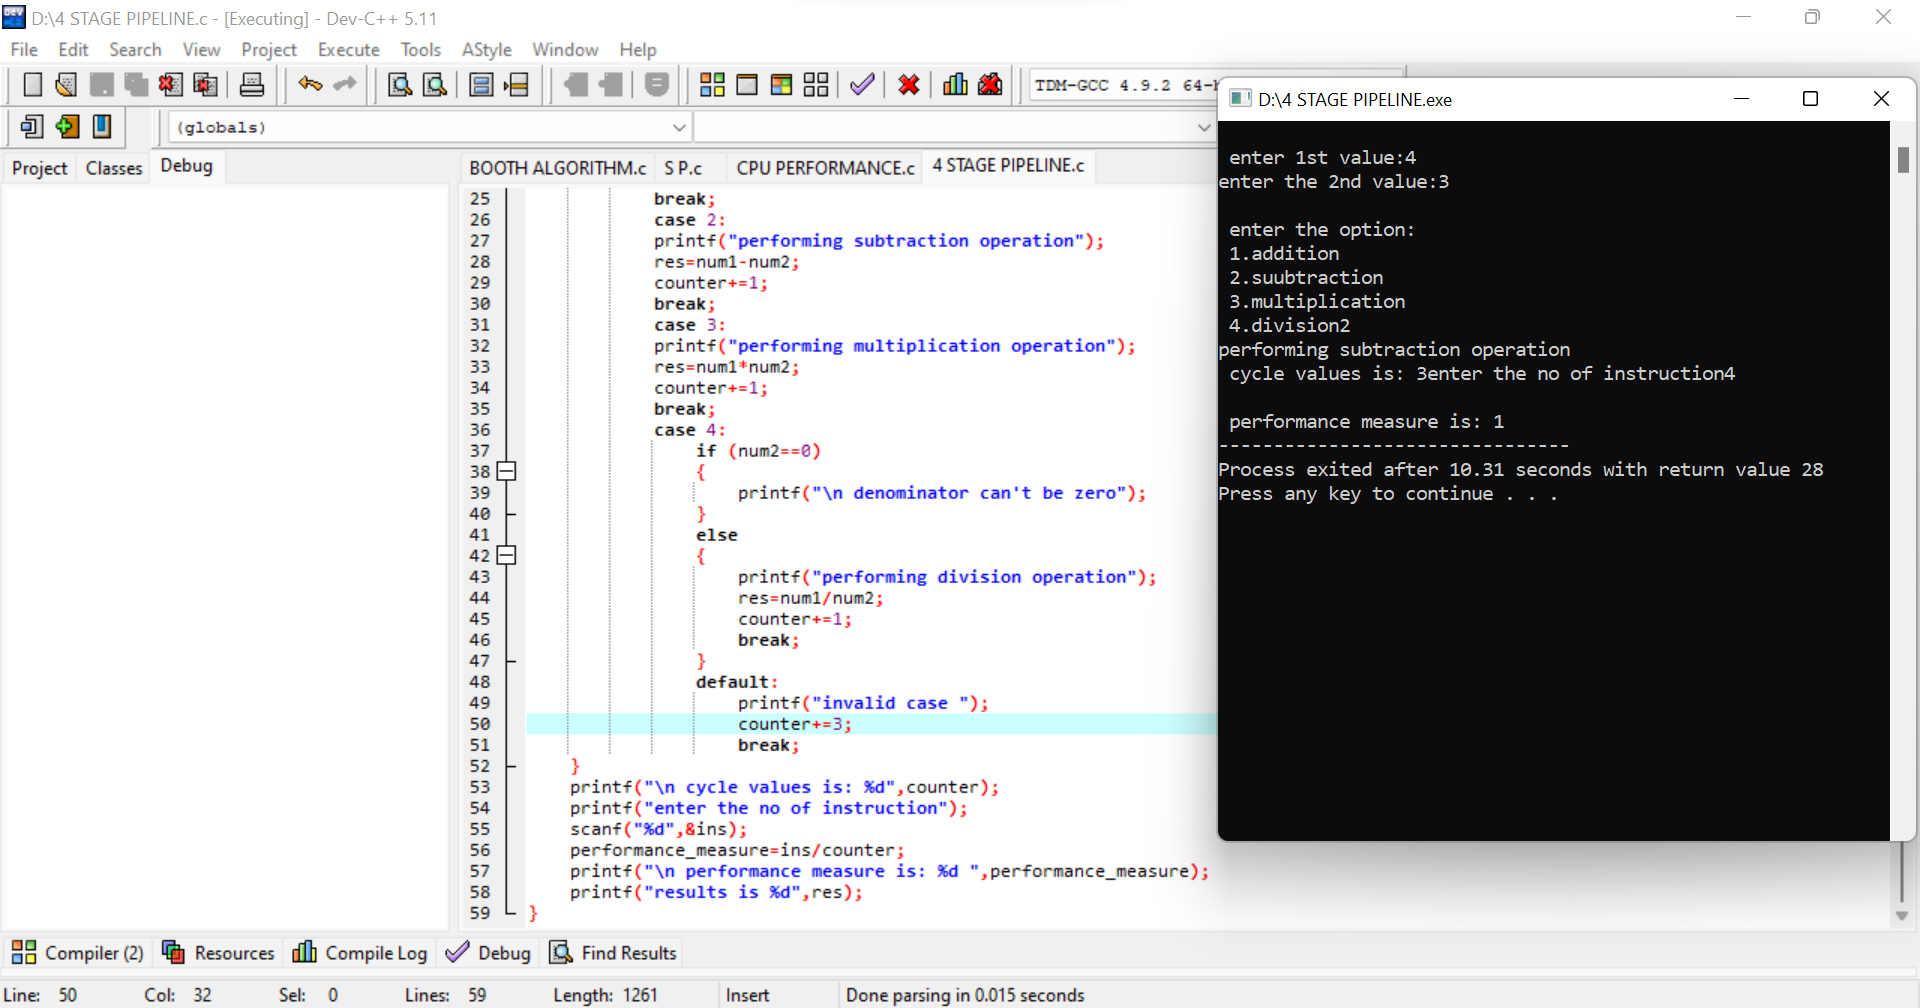 D:\4 STAGE PIPELINE.c - [Executing] - Dev-C++ 5.11
File Edit Search View Project Execute Tools AStyle Window Help
TDM-GCC 4.9.2 64-
(globals)
Project Classes Debug
BOOTH ALGORITHM.c S P.c CPU PERFORMANCE.c 4 STAGE PIPELINE.c
25 break;
26 case 2:
27 printf("performing subtraction operation");
28 res=num1-num2;
29 counter+=1;
30 break;
31 case 3:
32 printf("performing multiplication operation");
33 res=num1*num2;
34 counter+=1;
35 break;
36 case 4:
37 if (num2==0)
38 {
39 printf("\n denominator can't be zero");
40 }
41 else
42 {
43 printf("performing division operation");
44 res=num1/num2;
45 counter+=1;
46 break;
47 }
48 default:
49 printf("invalid case ");
50 counter+=3;
51 break;
52 }
53 printf("\n cycle values is: %d",counter);
54 printf("enter the no of instruction");
55 scanf("%d",&ins);
56 performance_measure=ins/counter;
57 printf("\n performance measure is: %d ",performance_measure);
58 printf("results is %d",res);
59 }
D:\4 STAGE PIPELINE.exe
enter 1st value:4
enter the 2nd value:3
enter the option:
1.addition
2.suubtraction
3.multiplication
4.division2
performing subtraction operation
cycle values is: 3enter the no of instruction4
performance measure is: 1
--------------------------------
Process exited after 10.31 seconds with return value 28
Press any key to continue . . .
Compiler (2) Resources Compile Log Debug Find Results
Line: 50 Col: 32 Sel: 0 Lines: 59 Length: 1261 Insert Done parsing in 0.015 seconds